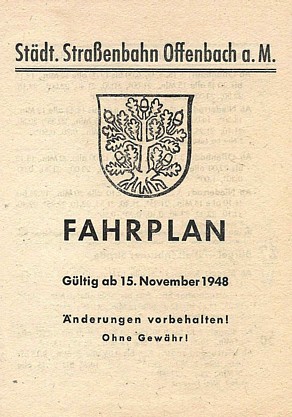 Städt. Straßenbahn Offenbach a. M.
FAHRPLAN
Gültig ab 15. November 1948
Änderungen vorbehalten!
Ohne Gewähr!